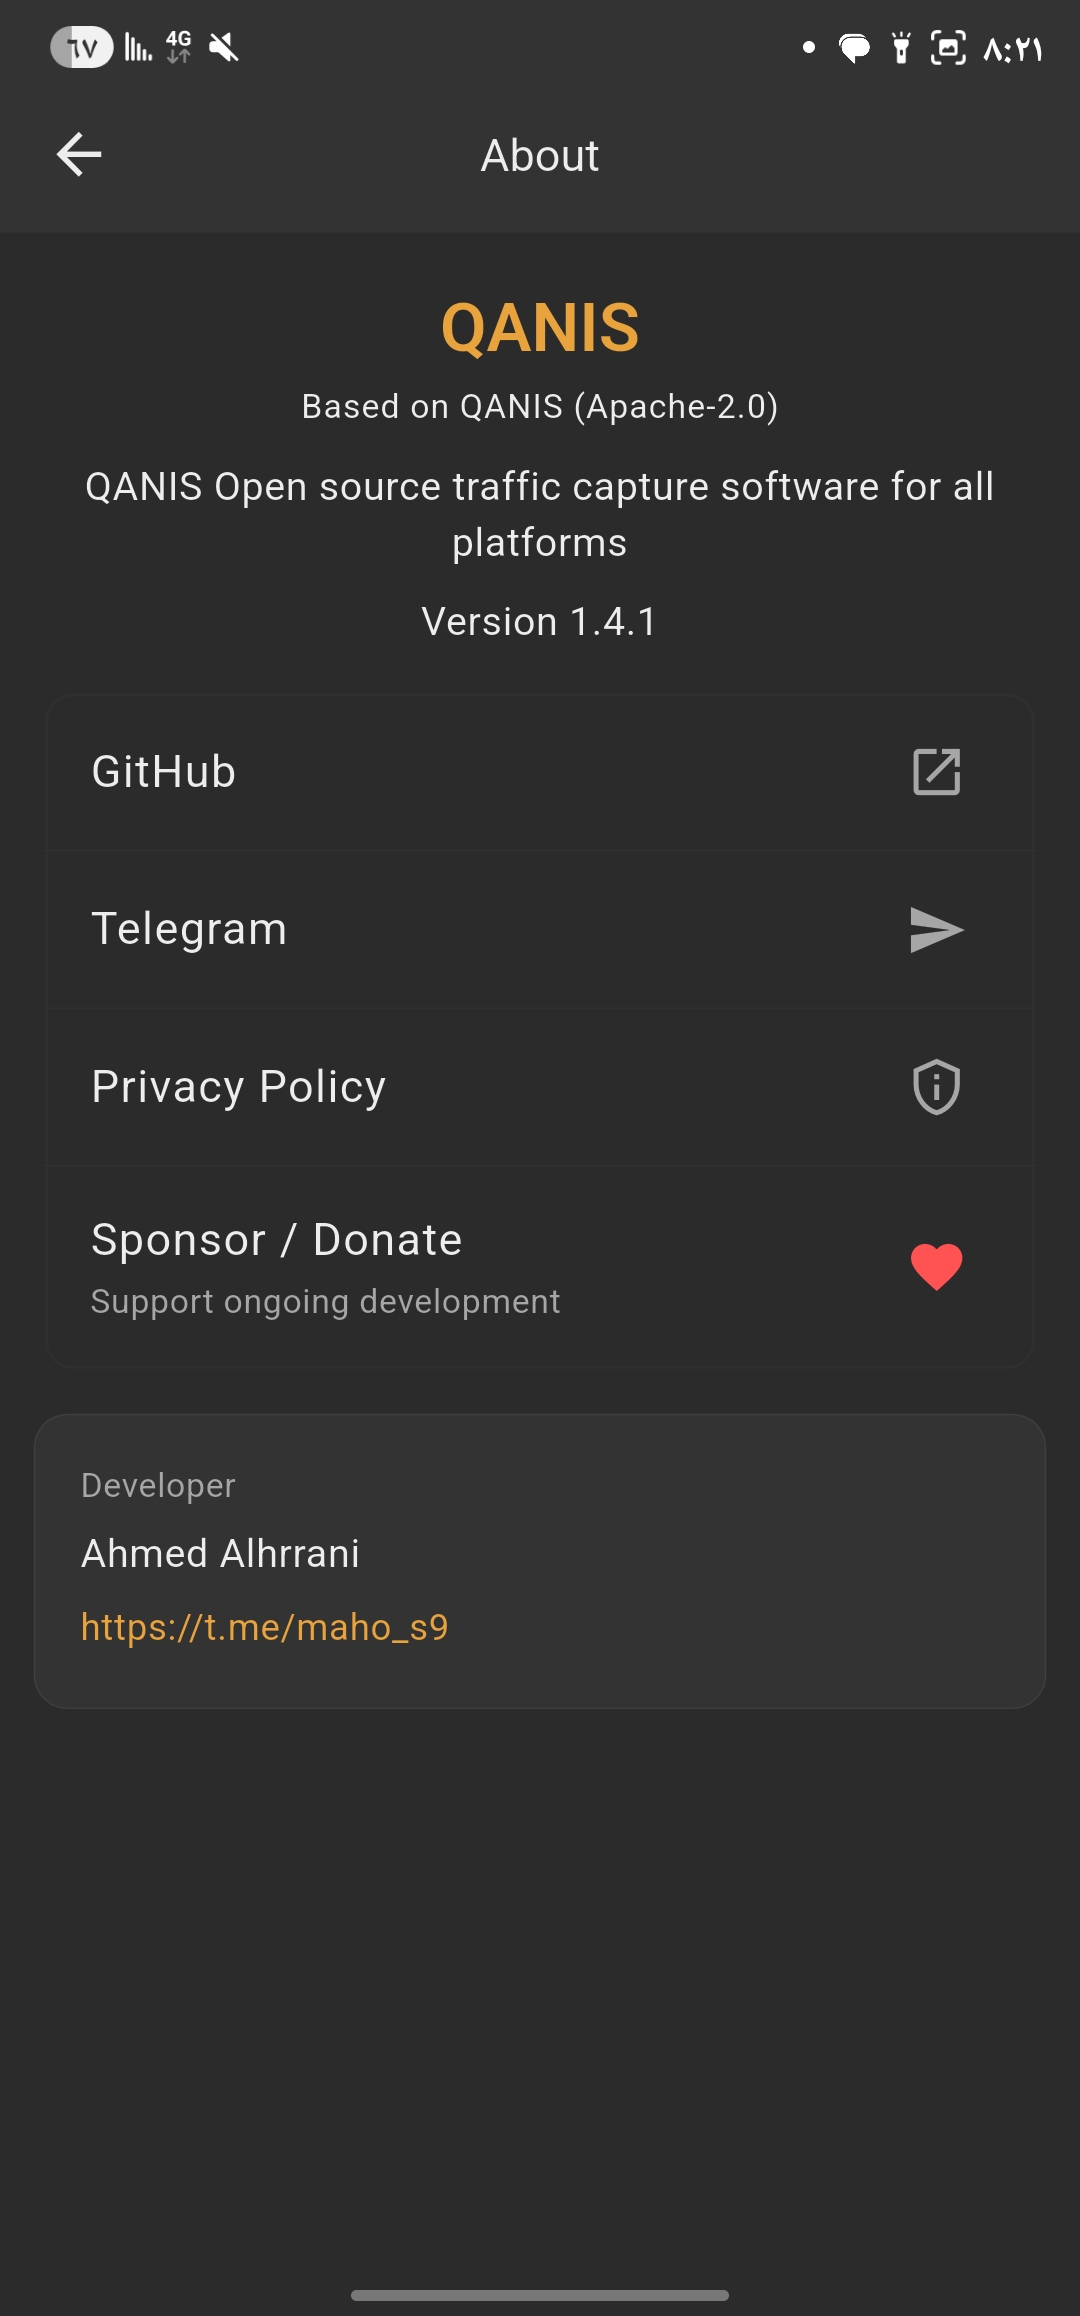 ٦٧ 4G ٨:٢١
About
QANIS
Based on QANIS (Apache-2.0)
QANIS Open source traffic capture software for all
platforms
Version 1.4.1
GitHub
Telegram
Privacy Policy
Sponsor / Donate
Support ongoing development
Developer
Ahmed Alhrrani
https://t.me/maho_s9